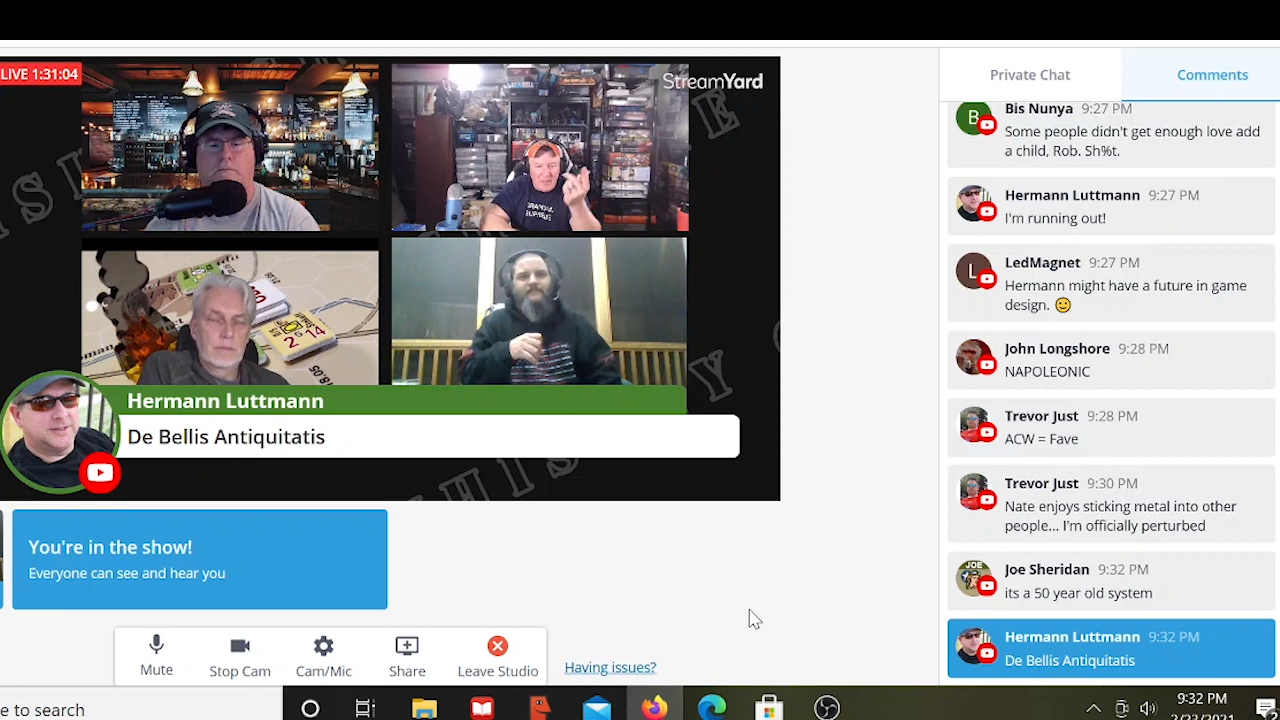 LIVE 1:31:04
StreamYard
BRANDON
SUPREME
2 6 14
Hermann Luttmann
De Bellis Antiquitatis
You're in the show!
Everyone can see and hear you
Mute
Stop Cam
Cam/Mic
Share
Leave Studio
Having issues?
Private Chat
Comments
B
Bis Nunya 9:27 PM
Some people didn't get enough love add
a child, Rob. Sh%t.
Hermann Luttmann 9:27 PM
I'm running out!
L
LedMagnet 9:27 PM
Hermann might have a future in game
design. 🙂
John Longshore 9:28 PM
NAPOLEONIC
Trevor Just 9:28 PM
ACW = Fave
Trevor Just 9:30 PM
Nate enjoys sticking metal into other
people... I'm officially perturbed
JOE
Joe Sheridan 9:32 PM
its a 50 year old system
Hermann Luttmann 9:32 PM
De Bellis Antiquitatis
e to search
9:32 PM